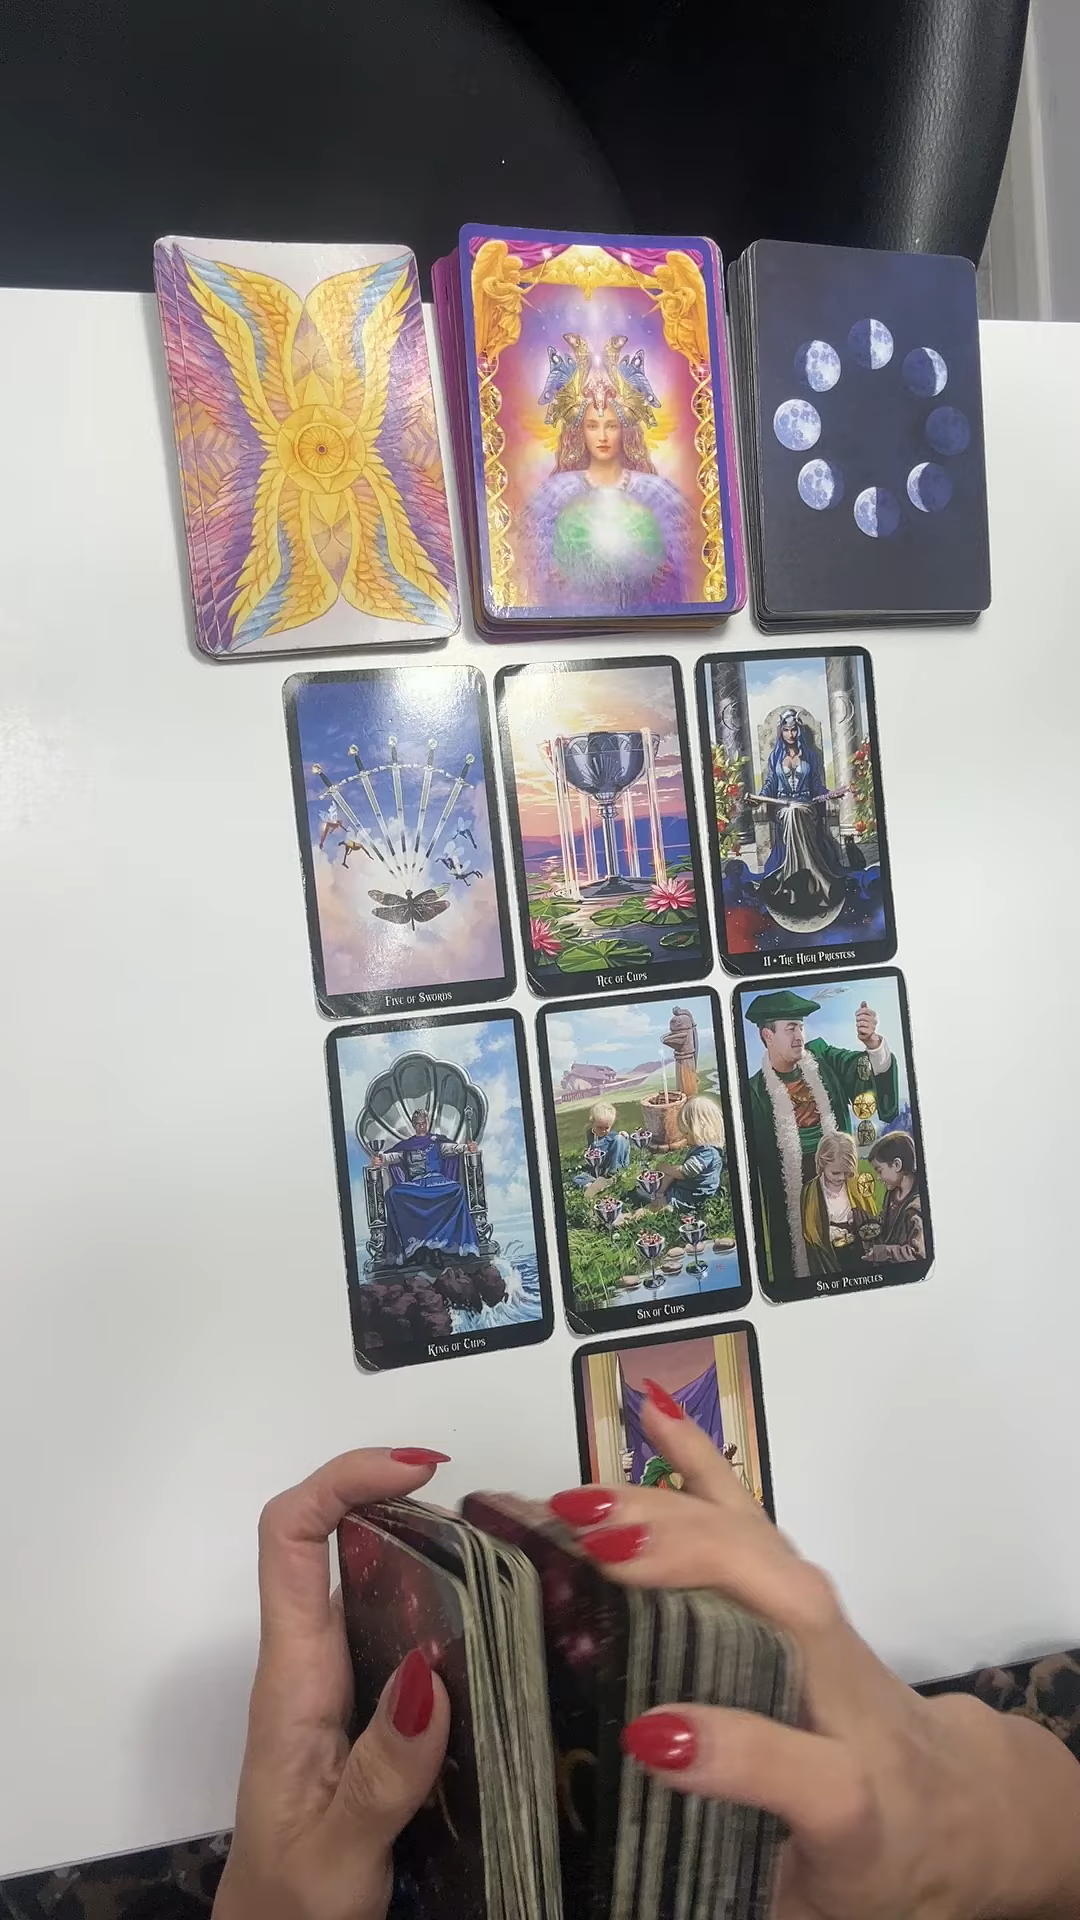 Five of Swords
Ace of Cups
II • The High Priestess
King of Cups
Six of Cups
Six of Pentacles